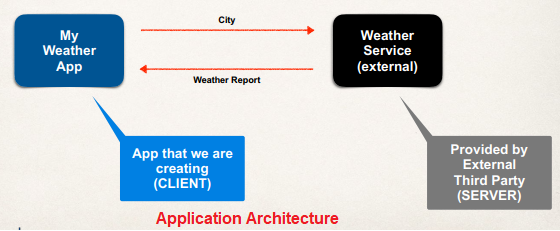 City
My
Weather
App
Weather
Service
(external)
Weather Report
App that we are
creating
(CLIENT)
Provided by
External
Third Party
(SERVER)
Application Architecture